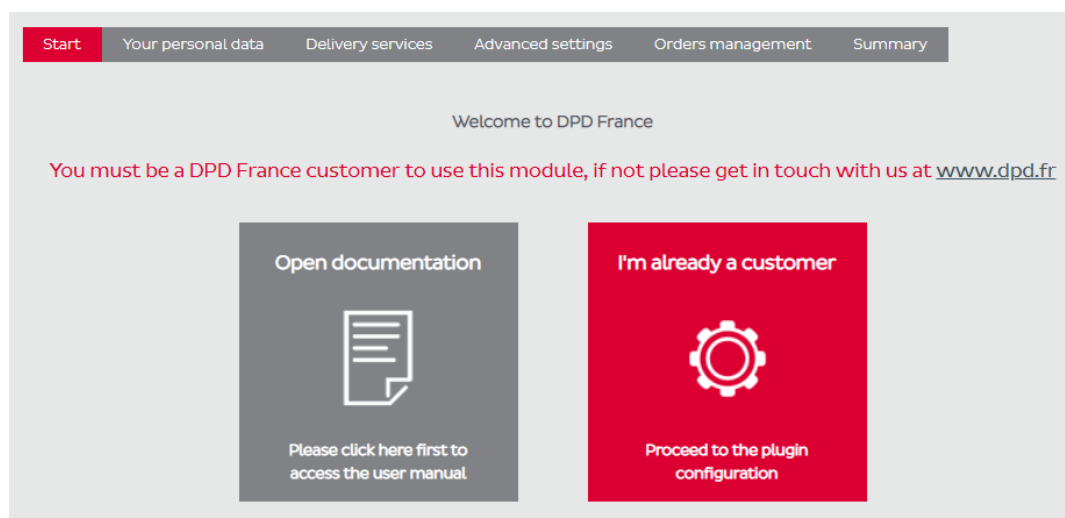 Start Your personal data Delivery services Advanced settings Orders management Summary
Welcome to DPD France
You must be a DPD France customer to use this module, if not please get in touch with us at www.dpd.fr
Open documentation
Please click here first to
access the user manual
I'm already a customer
Proceed to the plugin
configuration